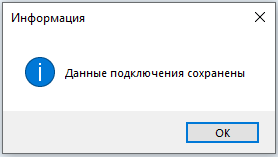 Информация
Данные подключения сохранены
OK